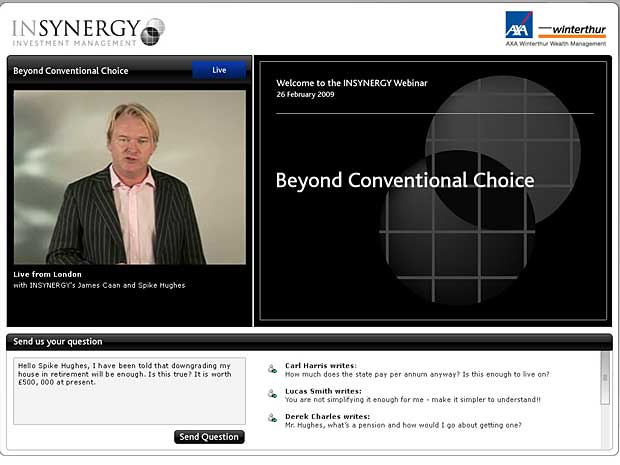 INSYNERGY
INVESTMENT MANAGEMENT
AXA
winterthur
AXA Winterthur Wealth Management
Beyond Conventional Choice
Live
Live from London
with INSYNERGY's James Caan and Spike Hughes
Welcome to the INSYNERGY Webinar
26 February 2009
Beyond Conventional Choice
Send us your question
Hello Spike Hughes, I have been told that downgrading my
house in retirement will be enough. Is this true? It is worth
£500, 000 at present.
Send Question
Carl Harris writes:
How much does the state pay per annum anyway? Is this enough to live on?
Lucas Smith writes:
You are not simplifying it enough for me - make it simpler to understand!!
Derek Charles writes:
Mr. Hughes, what's a pension and how would I go about getting one?